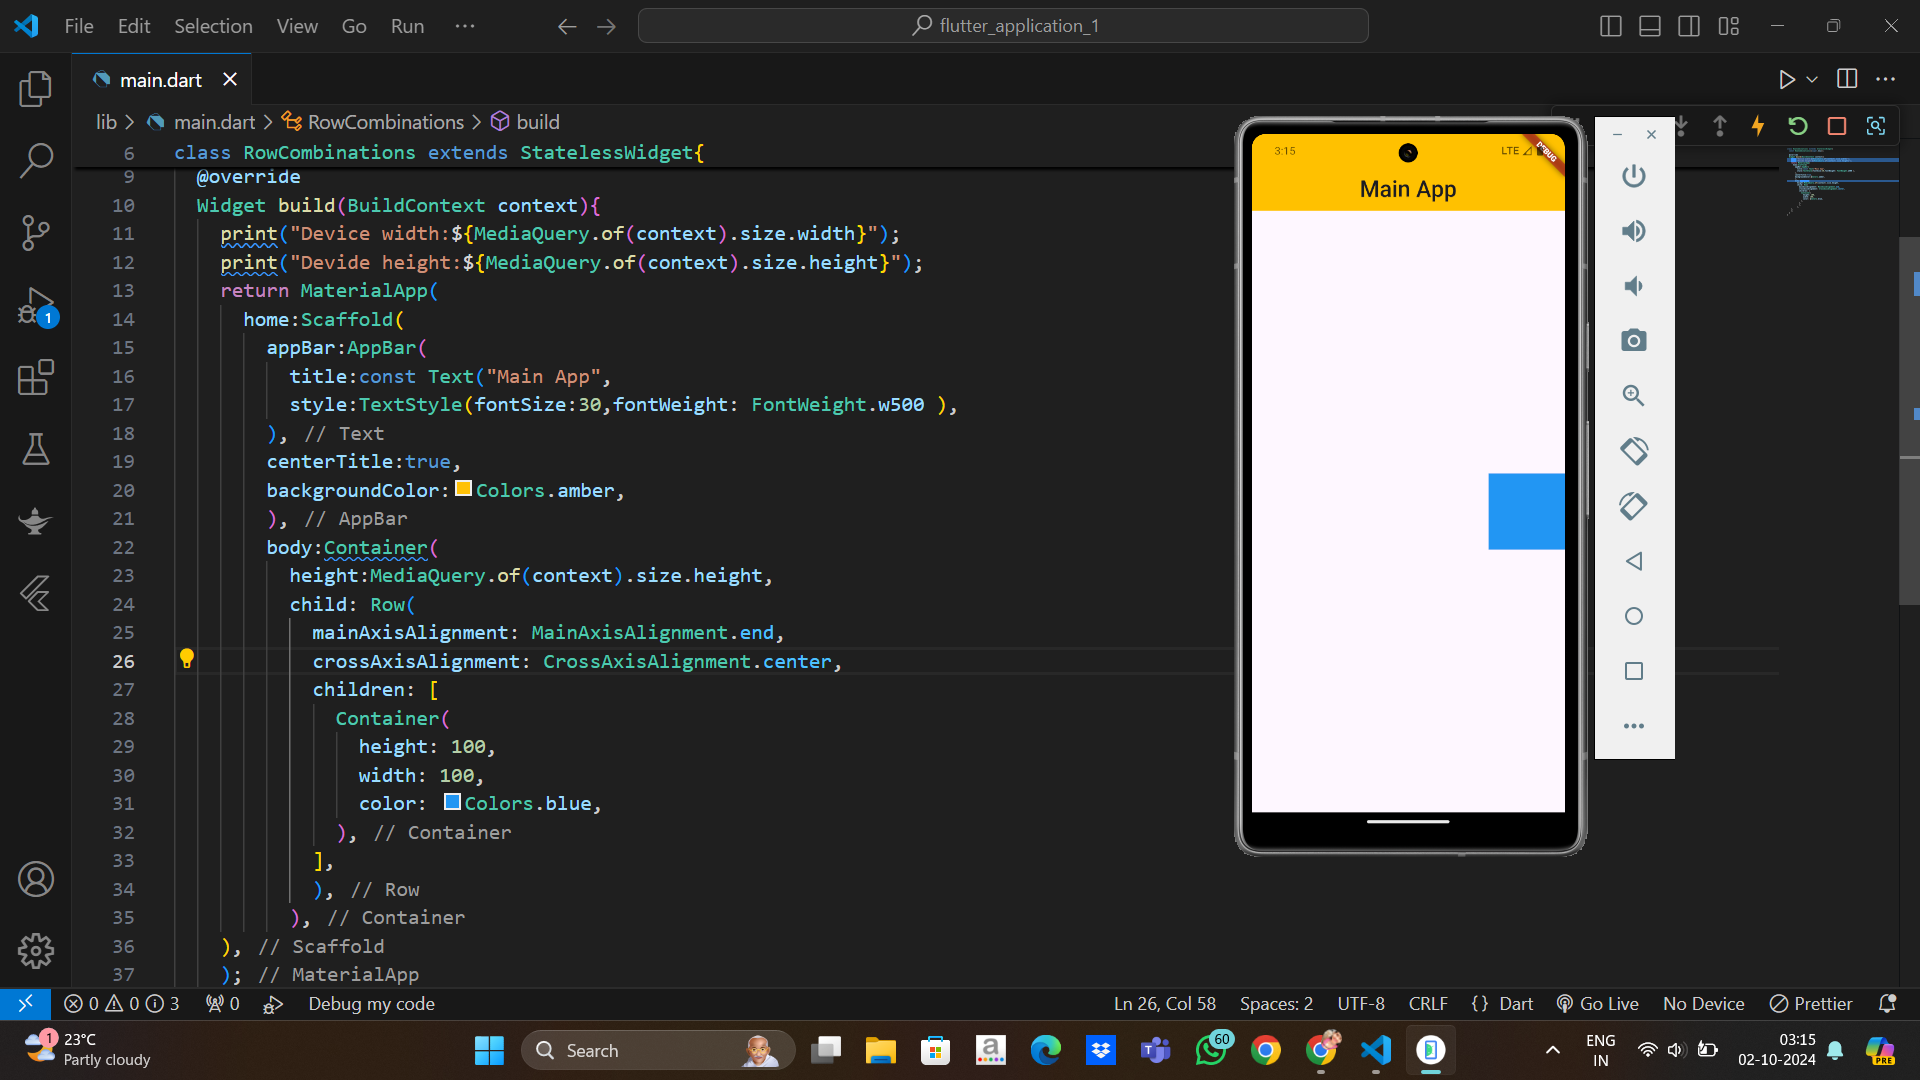 File Edit Selection View Go Run ···
flutter_application_1
main.dart
lib > main.dart > RowCombinations > build
6 class RowCombinations extends StatelessWidget{
9 @override
10 Widget build(BuildContext context){
11 print("Device width:${MediaQuery.of(context).size.width}");
12 print("Devide height:${MediaQuery.of(context).size.height}");
13 return MaterialApp(
14 home:Scaffold(
15 appBar:AppBar(
16 title:const Text("Main App",
17 style:TextStyle(fontSize:30,fontWeight: FontWeight.w500 ),
18 ), // Text
19 centerTitle:true,
20 backgroundColor:Colors.amber,
21 ), // AppBar
22 body:Container(
23 height:MediaQuery.of(context).size.height,
24 child: Row(
25 mainAxisAlignment: MainAxisAlignment.end,
26 crossAxisAlignment: CrossAxisAlignment.center,
27 children: [
28 Container(
29 height: 100,
30 width: 100,
31 color: Colors.blue,
32 ), // Container
33 ],
34 ), // Row
35 ), // Container
36 ), // Scaffold
37 ); // MaterialApp
3:15 LTE
DEBUG
Main App
1
0 0 3 0 Debug my code Ln 26, Col 58 Spaces: 2 UTF-8 CRLF {} Dart Go Live No Device Prettier
1
23°C
Partly cloudy
Search
a
60
ENG
IN
03:15
02-10-2024
PRE